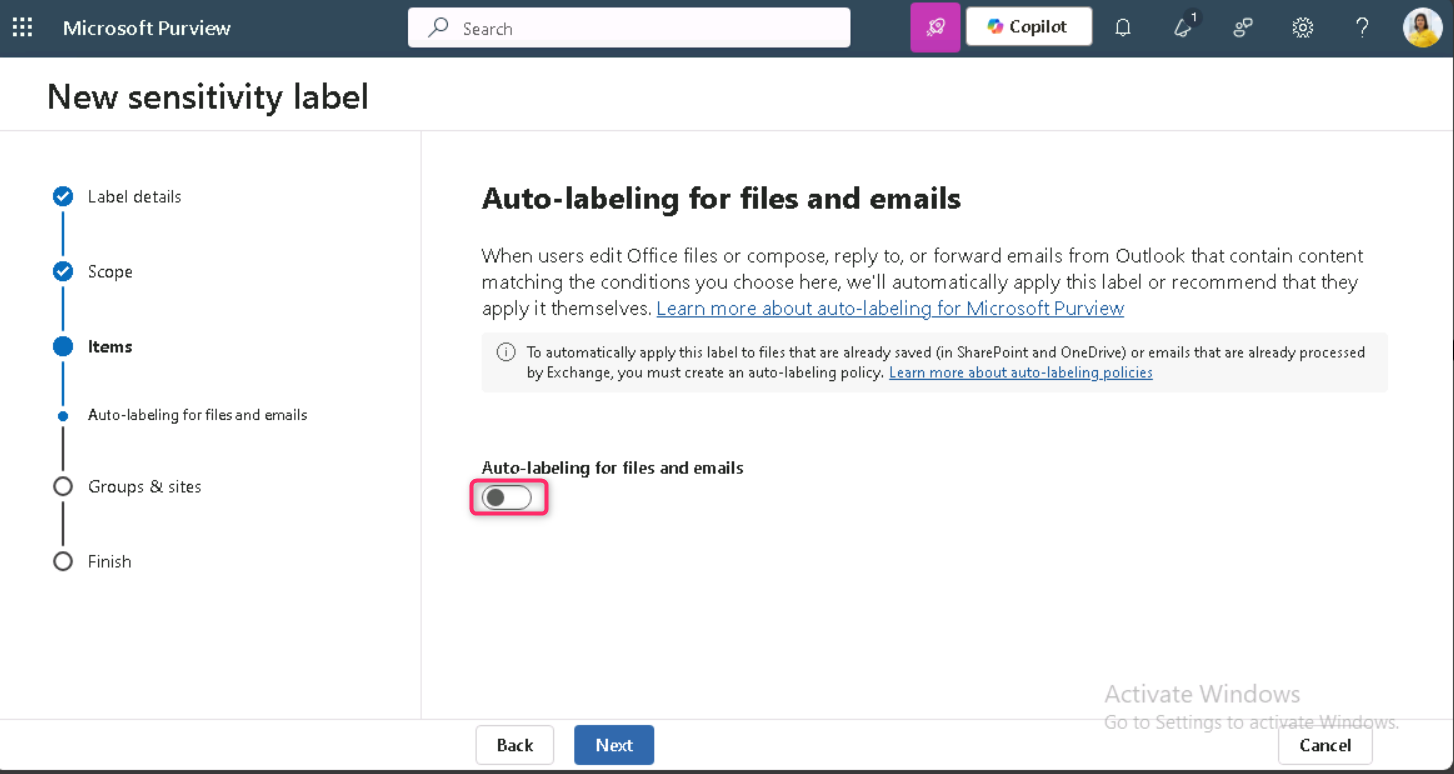 Microsoft Purview
Search
Copilot
1
?
New sensitivity label
Label details
Scope
Items
Auto-labeling for files and emails
Groups & sites
Finish
Auto-labeling for files and emails
When users edit Office files or compose, reply to, or forward emails from Outlook that contain content
matching the conditions you choose here, we'll automatically apply this label or recommend that they
apply it themselves. Learn more about auto-labeling for Microsoft Purview
To automatically apply this label to files that are already saved (in SharePoint and OneDrive) or emails that are already processed
by Exchange, you must create an auto-labeling policy. Learn more about auto-labeling policies
Auto-labeling for files and emails
Activate Windows
Go to Settings to activate Windows.
Back
Next
Cancel